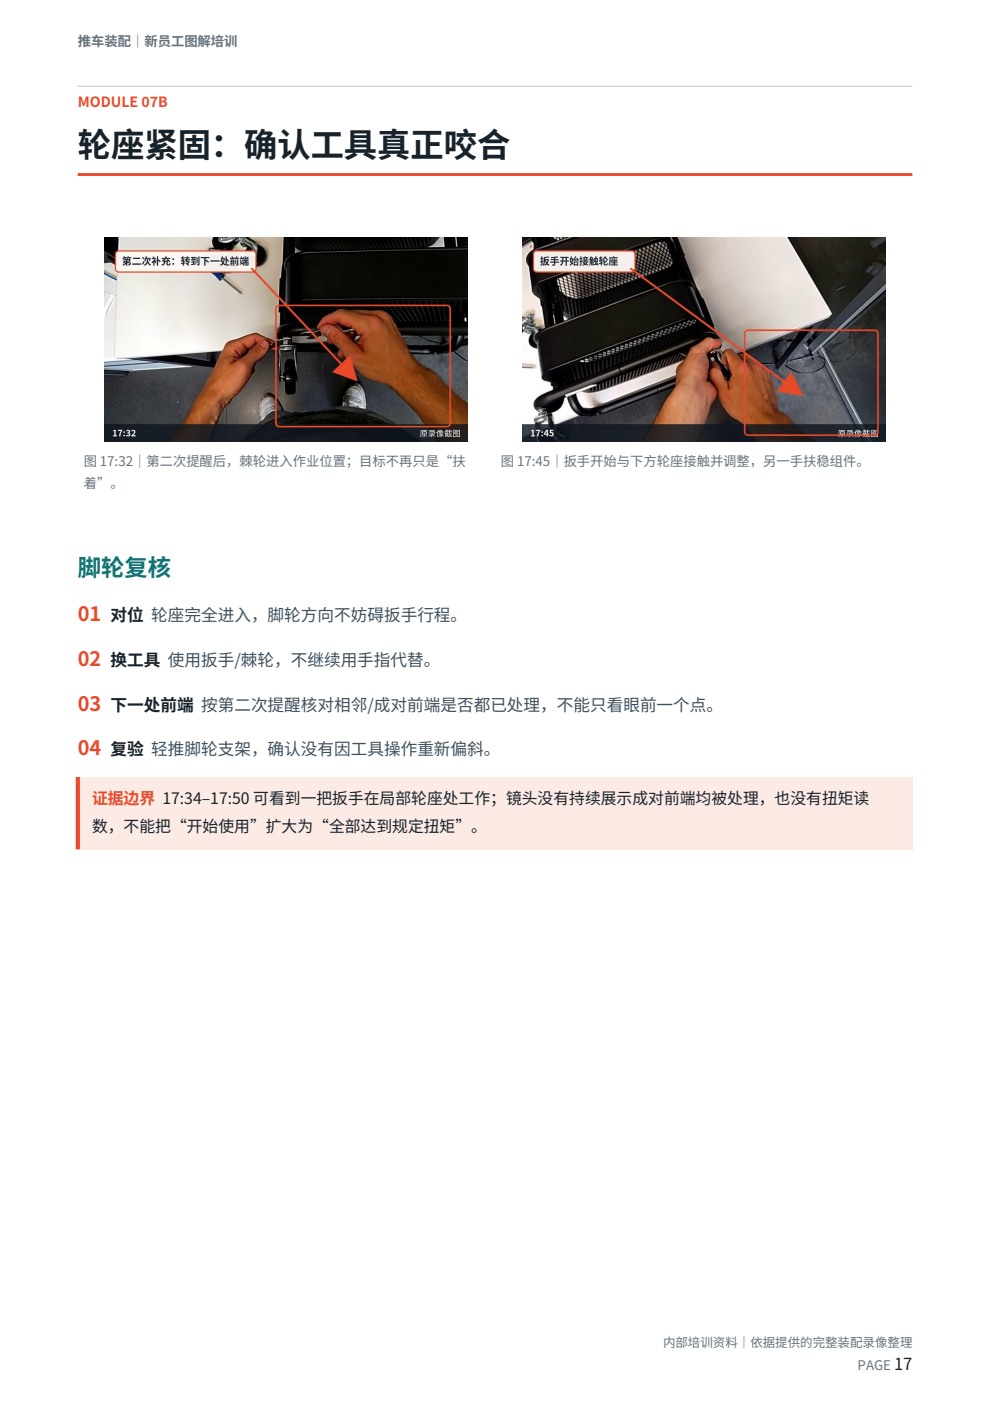 推车装配｜新员工图解培训
MODULE 07B
轮座紧固：确认工具真正咬合
第二次补充：转到下一处前端
17:32
原录像截图
扳手开始接触轮座
17:45
原录像截图
图 17:32｜第二次提醒后，棘轮进入作业位置；目标不再只是“扶
着”。
图 17:45｜扳手开始与下方轮座接触并调整，另一手扶稳组件。
脚轮复核
01 对位 轮座完全进入，脚轮方向不妨碍扳手行程。
02 换工具 使用扳手/棘轮，不继续用手指代替。
03 下一处前端 按第二次提醒核对相邻/成对前端是否都已处理，不能只看眼前一个点。
04 复验 轻推脚轮支架，确认没有因工具操作重新偏斜。
证据边界 17:34–17:50 可看到一把扳手在局部轮座处工作；镜头没有持续展示成对前端均被处理，也没有扭矩读
数，不能把“开始使用”扩大为“全部达到规定扭矩”。
内部培训资料｜依据提供的完整装配录像整理
PAGE 17